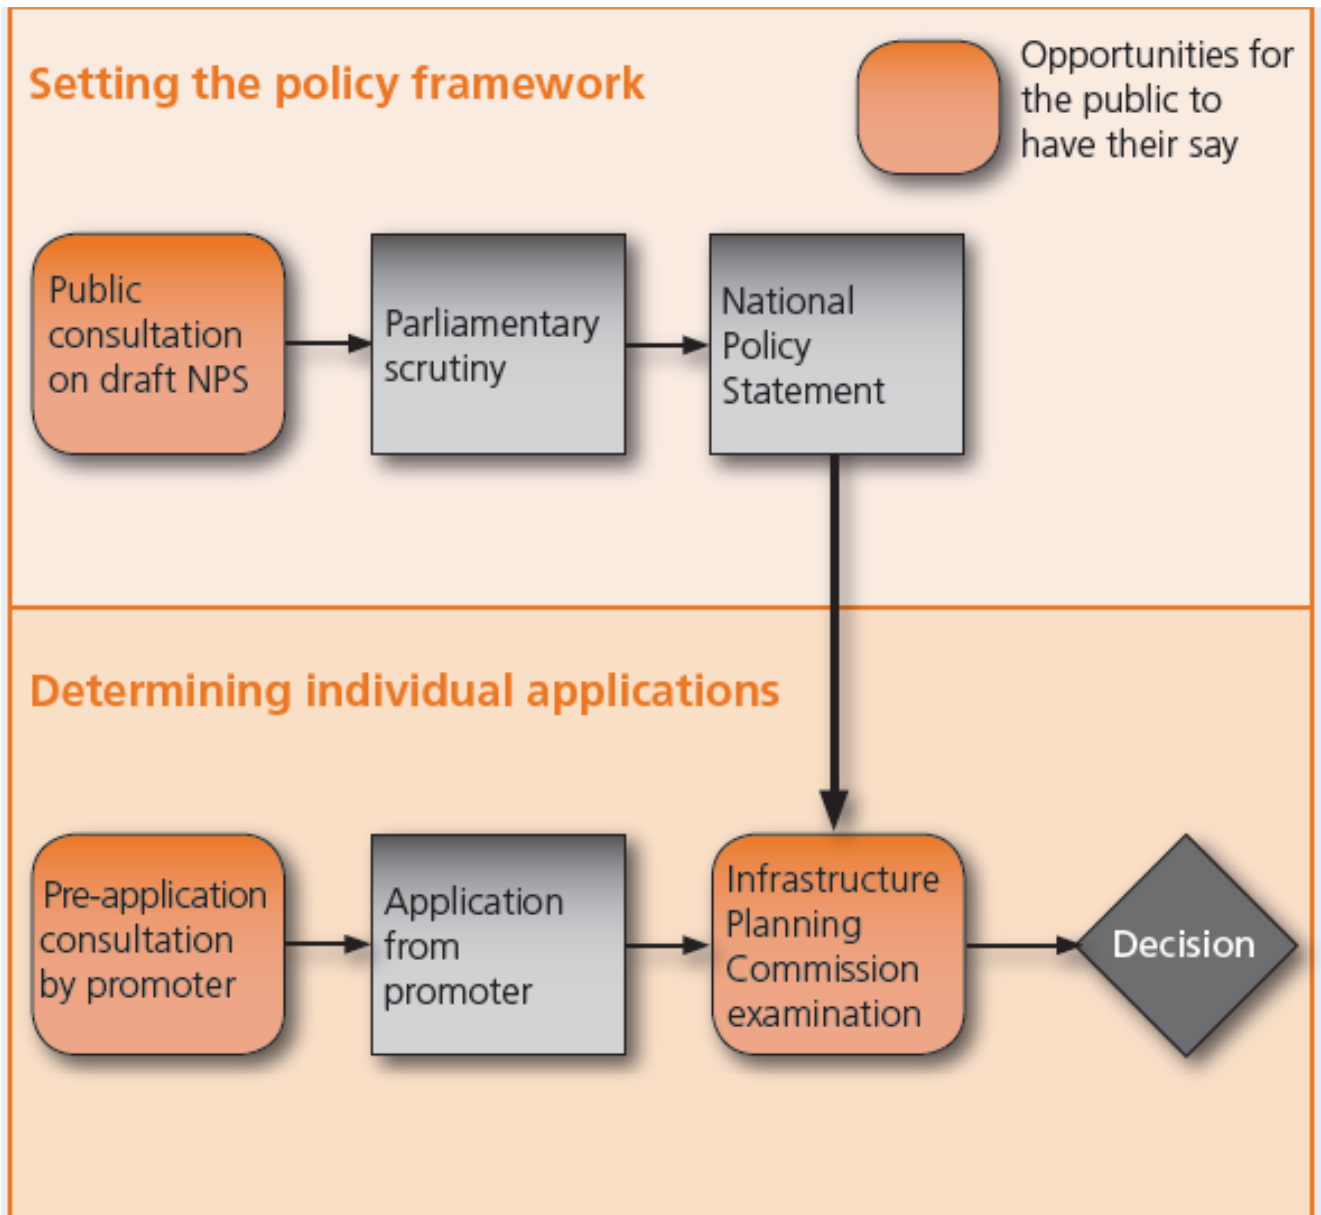 Setting the policy framework
Opportunities for
the public to
have their say
Public
consultation
on draft NPS
Parliamentary
scrutiny
National
Policy
Statement
Determining individual applications
Pre-application
consultation
by promoter
Application
from
promoter
Infrastructure
Planning
Commission
examination
Decision